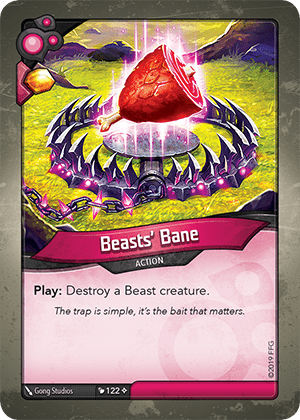 Beasts' Bane
ACTION
Play: Destroy a Beast creature.
The trap is simple, it's the bait that matters.
©2019 FFG
Gong Studios
122